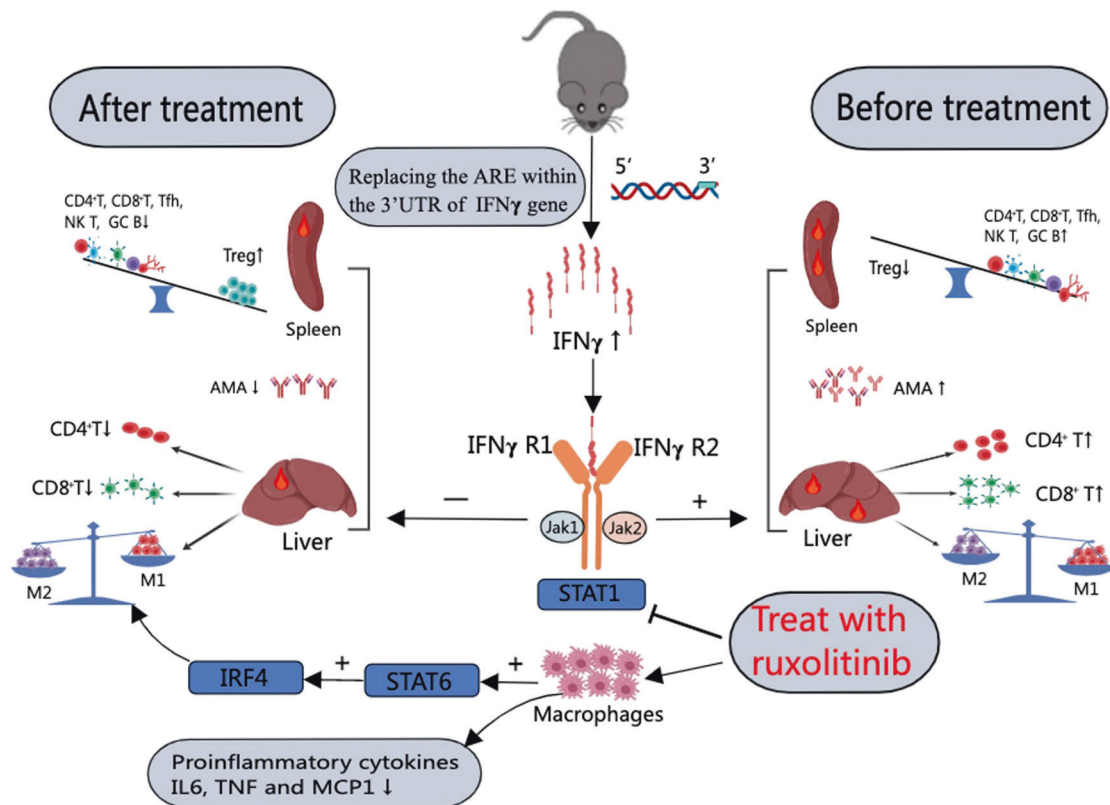 After treatment
Before treatment
Replacing the ARE within
the 3'UTR of IFNγ gene
5'
3'
CD4⁺T, CD8⁺T, Tfh,
NK T, GC B↓
Treg↑
Spleen
AMA ↓
CD4⁺T↓
CD8⁺T↓
Liver
M2
M1
IFNγ ↑
IFNγ R1
IFNγ R2
Jak1
Jak2
−
+
STAT1
CD4⁺T, CD8⁺T, Tfh,
NK T, GC B↑
Treg↓
Spleen
AMA ↑
CD4⁺ T↑
CD8⁺ T↑
Liver
M2
M1
Treat with
ruxolitinib
Macrophages
+
STAT6
+
IRF4
Proinflammatory cytokines
IL6, TNF and MCP1 ↓